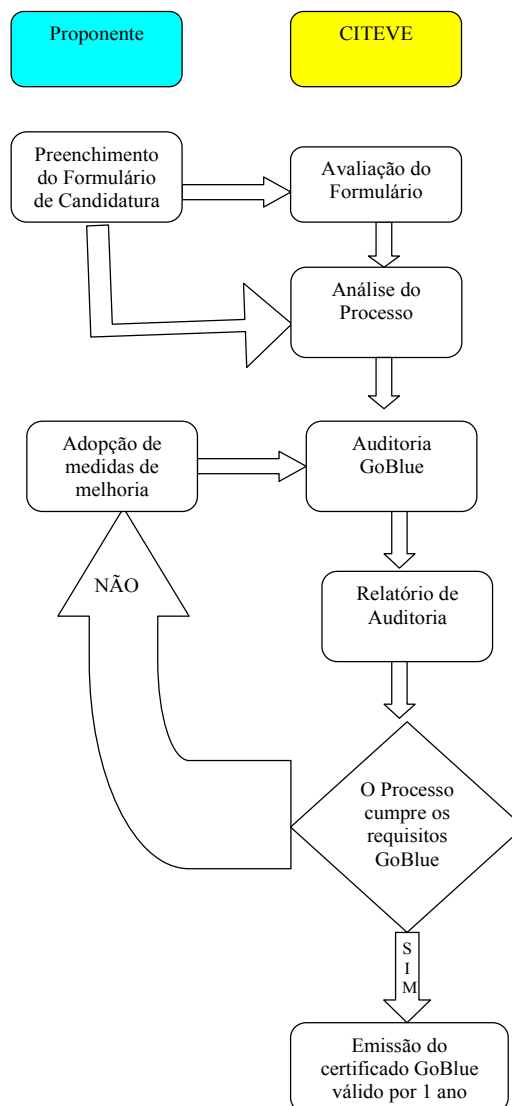 Proponente
CITEVE
Preenchimento
do Formulário
de Candidatura
Avaliação do
Formulário
Análise do
Processo
Adopção de
medidas de
melhoria
Auditoria
GoBlue
NÃO
Relatório de
Auditoria
O Processo
cumpre os
requisitos
GoBlue
S
I
M
Emissão do
certificado GoBlue
válido por 1 ano